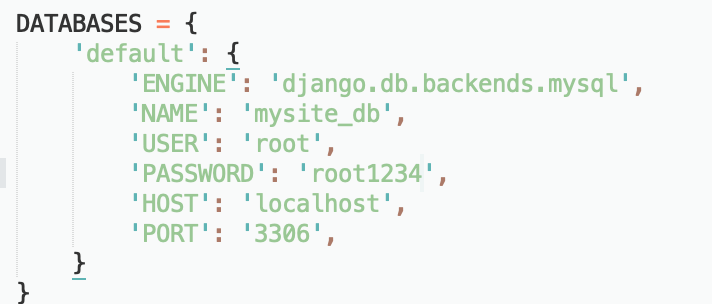 DATABASES = {
    'default': {
        'ENGINE': 'django.db.backends.mysql',
        'NAME': 'mysite_db',
        'USER': 'root',
        'PASSWORD': 'root1234',
        'HOST': 'localhost',
        'PORT': '3306',
    }
}